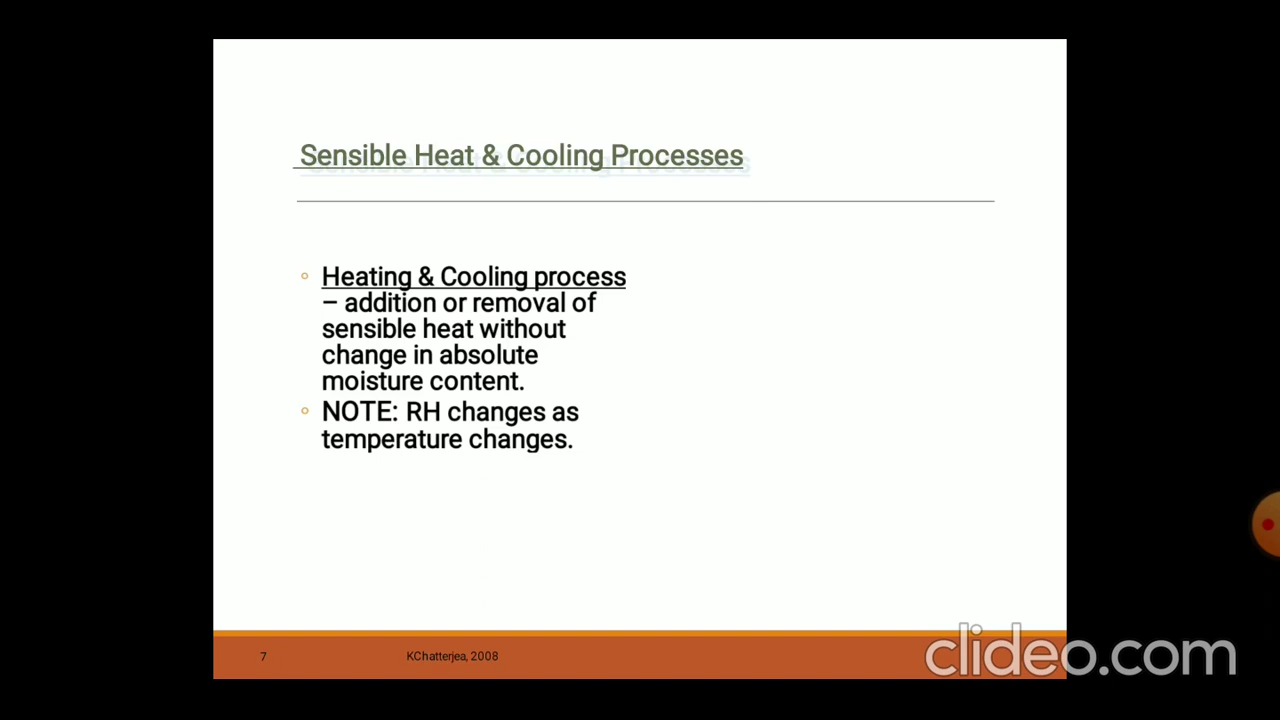 Sensible Heat & Cooling Processes
Heating & Cooling process
– addition or removal of
sensible heat without
change in absolute
moisture content.
NOTE: RH changes as
temperature changes.
7
KChatterjea, 2008
clideo.com